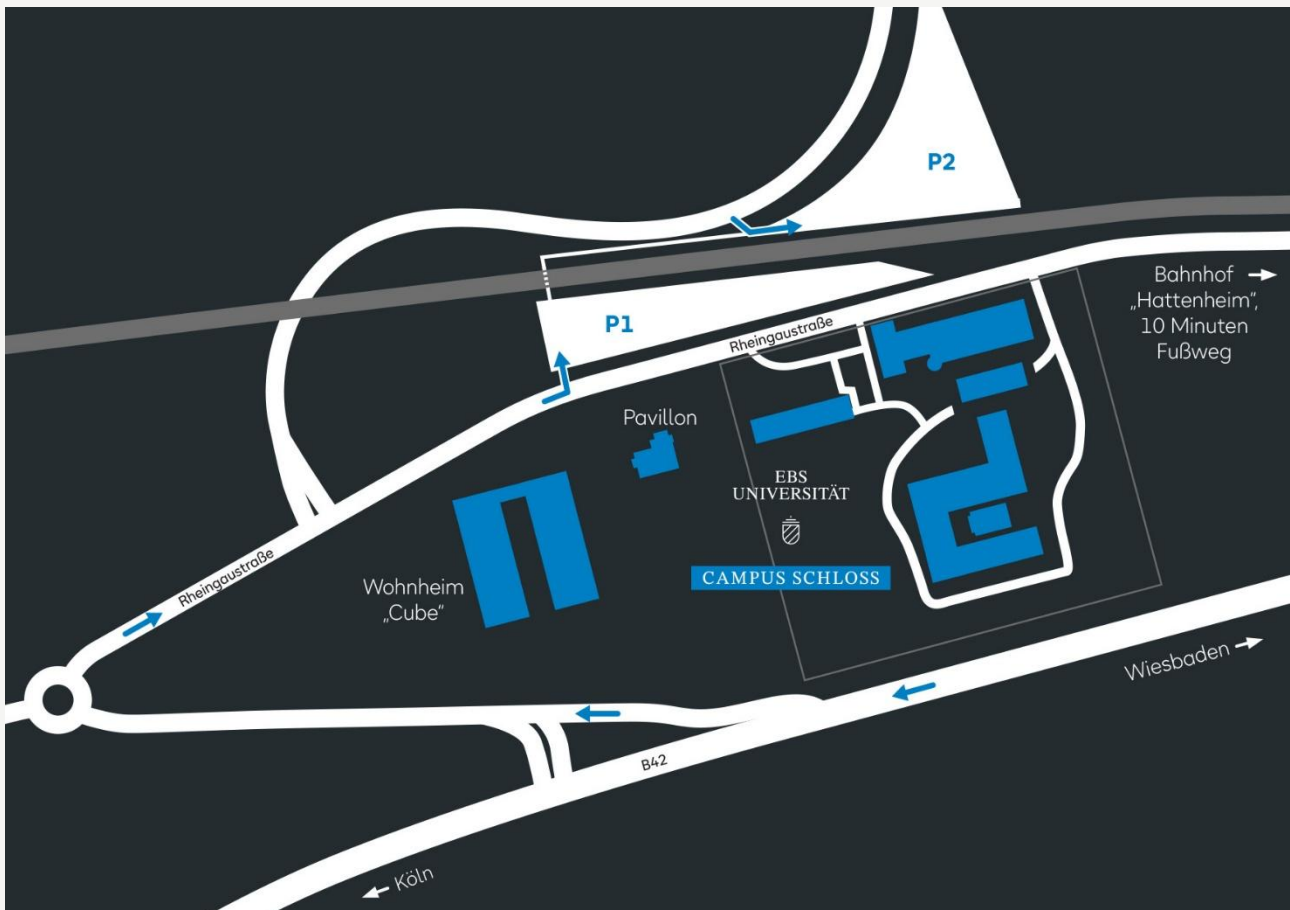 P2
P1
Rheingaustraße
Bahnhof
„Hattenheim“,
10 Minuten
Fußweg
Pavillon
EBS
UNIVERSITÄT
CAMPUS SCHLOSS
Wohnheim
„Cube“
Rheingaustraße
Wiesbaden
B42
Köln